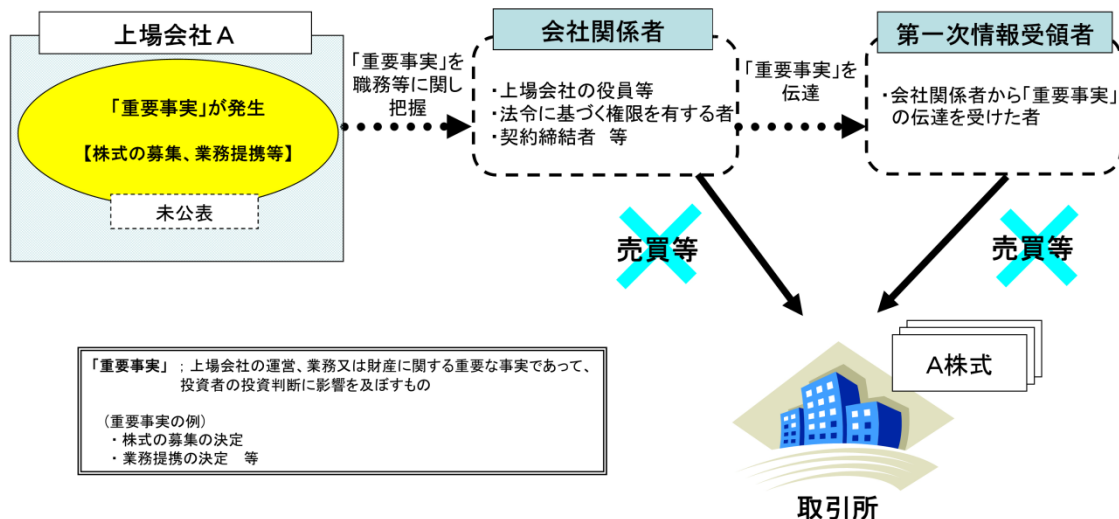 上場会社A
「重要事実」が発生
【株式の募集、業務提携等】
未公表
「重要事実」を
職務等に関し
把握
会社関係者
・上場会社の役員等
・法令に基づく権限を有する者
・契約締結者 等
「重要事実」を
伝達
第一次情報受領者
・会社関係者から「重要事実」
の伝達を受けた者
売買等
売買等
A株式
取引所
「重要事実」；上場会社の運営、業務又は財産に関する重要な事実であって、
投資者の投資判断に影響を及ぼすもの
（重要事実の例）
・株式の募集の決定
・業務提携の決定 等